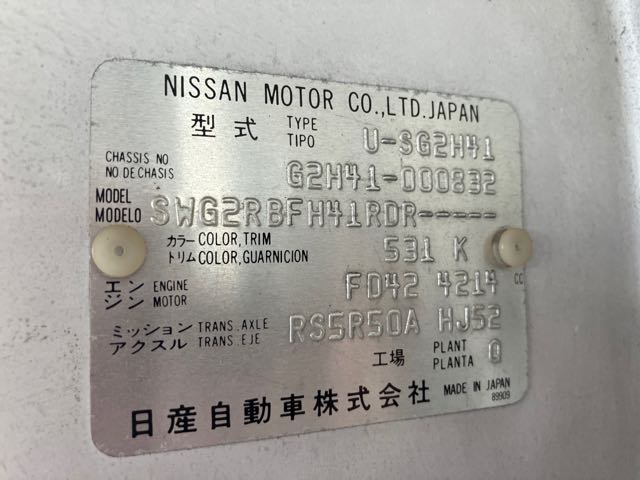 NISSAN MOTOR CO.,LTD.JAPAN
型式 TYPE TIPO U-SG2H41
CHASSIS NO NO DE CHASIS G2H41-000832
MODEL MODELO SWG2RBFH41RDR-----
カラー COLOR,TRIM トリム COLOR,GUARNICION 531 K
エンジン ENGINE MOTOR FD42 4214 CC
ミッション TRANS.AXLE アクスル TRANS.EJE RS5R50A HJ52
工場 PLANT PLANTA 0
日産自動車株式会社 MADE IN JAPAN
89909